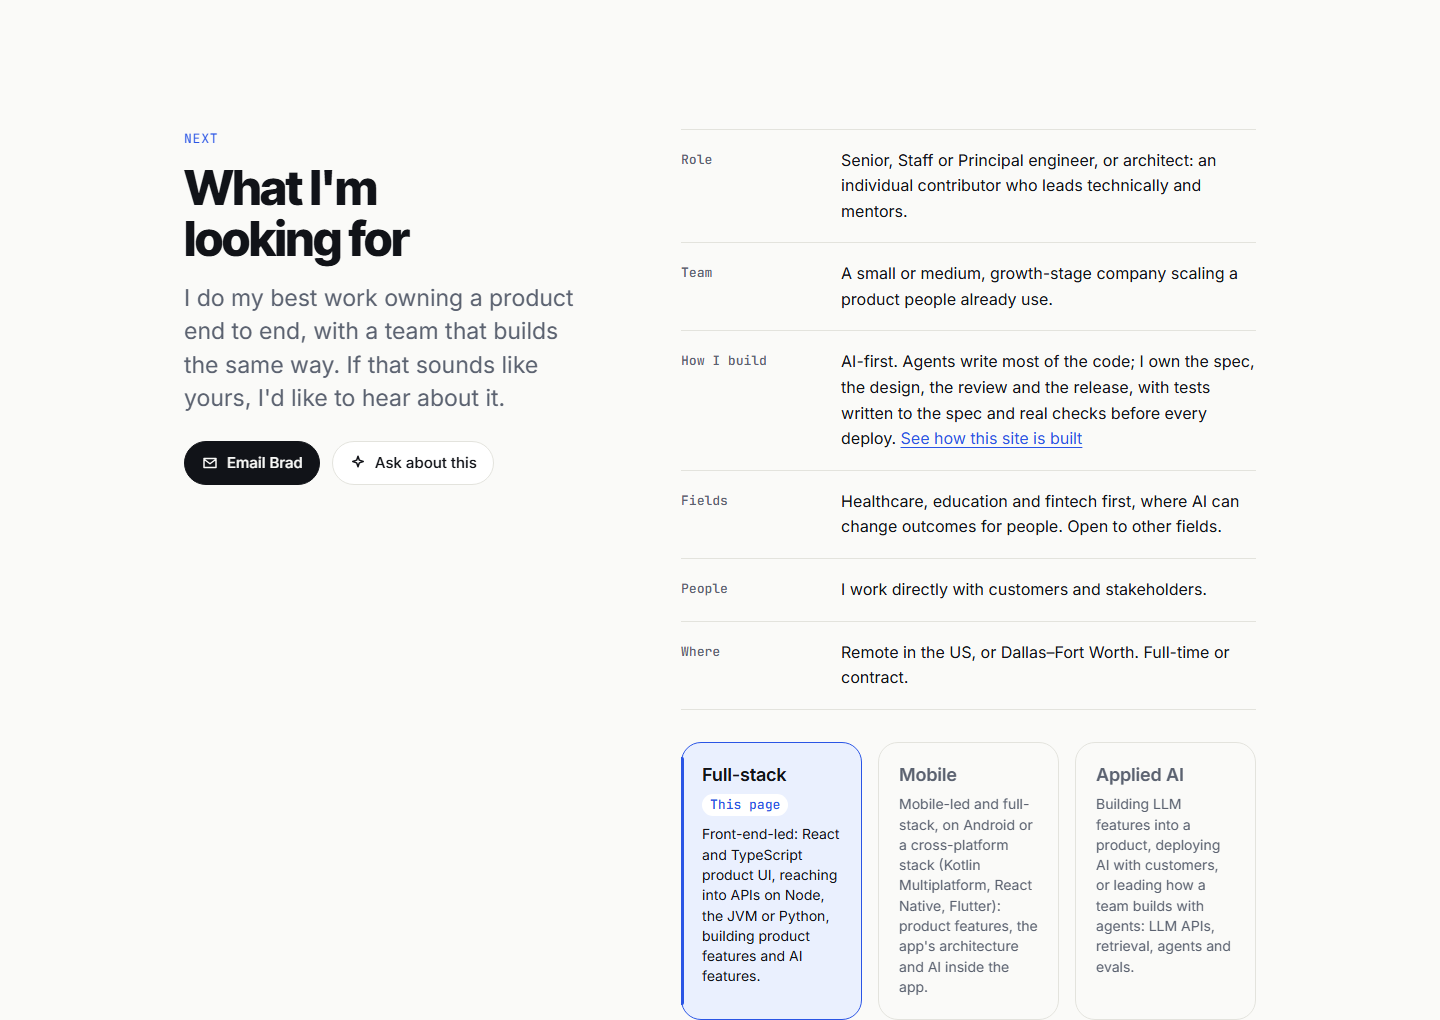 NEXT
What I'm
looking for
I do my best work owning a product
end to end, with a team that builds
the same way. If that sounds like
yours, I'd like to hear about it.
Email Brad
Ask about this
Role
Senior, Staff or Principal engineer, or architect: an
individual contributor who leads technically and
mentors.
Team
A small or medium, growth-stage company scaling a
product people already use.
How I build
AI-first. Agents write most of the code; I own the spec,
the design, the review and the release, with tests
written to the spec and real checks before every
deploy. See how this site is built
Fields
Healthcare, education and fintech first, where AI can
change outcomes for people. Open to other fields.
People
I work directly with customers and stakeholders.
Where
Remote in the US, or Dallas–Fort Worth. Full-time or
contract.
Full-stack
This page
Front-end-led: React
and TypeScript
product UI, reaching
into APIs on Node,
the JVM or Python,
building product
features and AI
features.
Mobile
Mobile-led and full-
stack, on Android or
a cross-platform
stack (Kotlin
Multiplatform, React
Native, Flutter):
product features, the
app's architecture
and AI inside the
app.
Applied AI
Building LLM
features into a
product, deploying
AI with customers,
or leading how a
team builds with
agents: LLM APIs,
retrieval, agents and
evals.